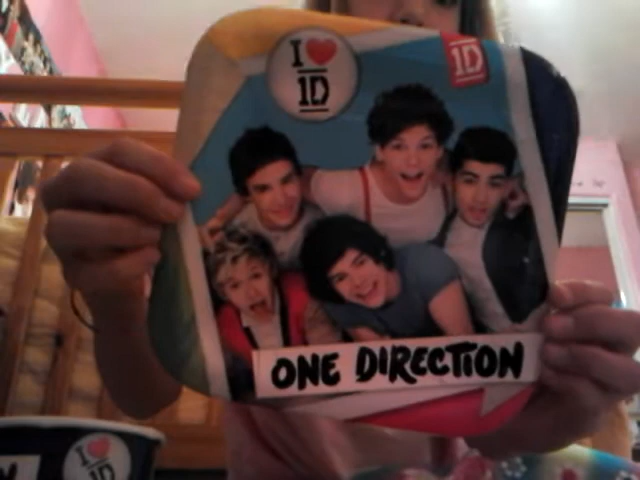 I ♥
1D
1D
ONE DIRECTION
I ♥
1D